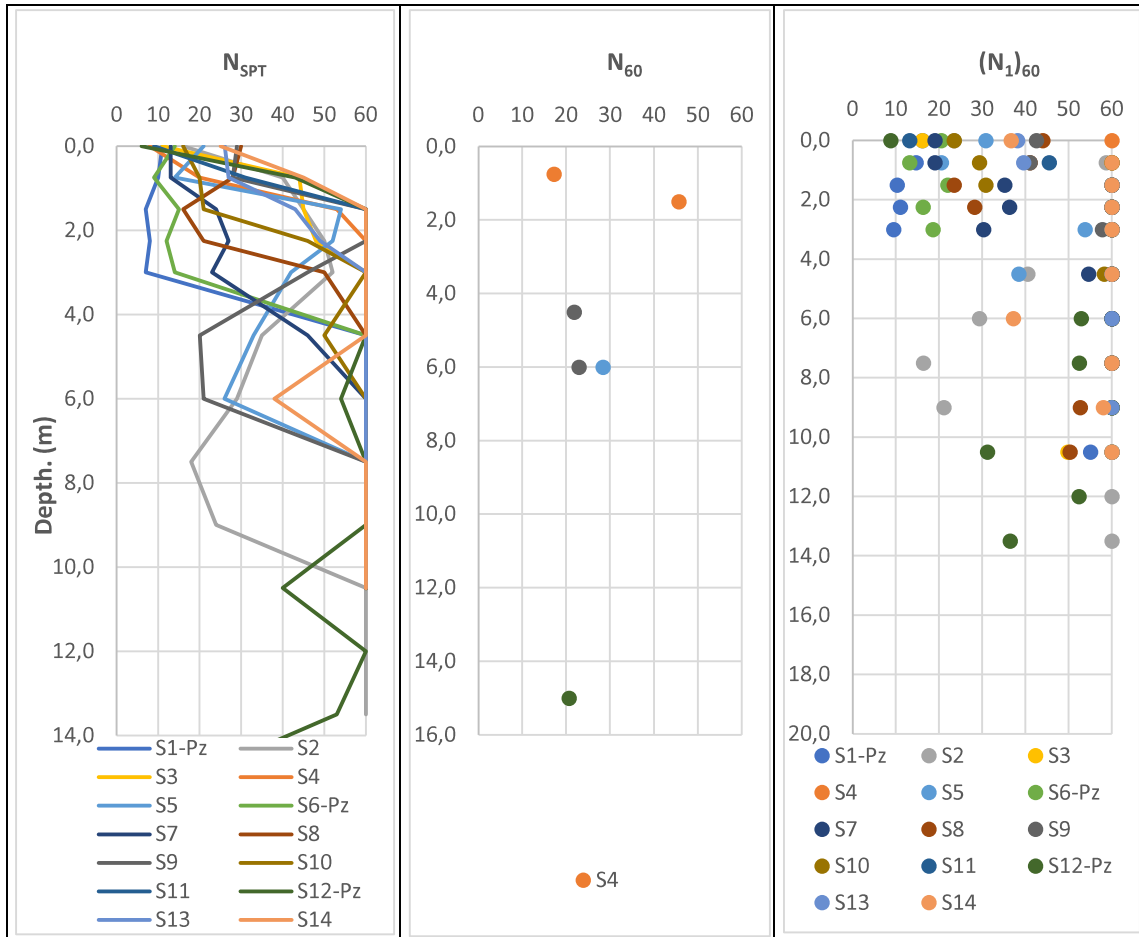 N_SPT
0 10 20 30 40 50 60
0,0
2,0
4,0
6,0
8,0
10,0
12,0
14,0
Depth. (m)
S1-Pz S2
S3 S4
S5 S6-Pz
S7 S8
S9 S10
S11 S12-Pz
S13 S14
N_60
0 10 20 30 40 50 60
0,0
2,0
4,0
6,0
8,0
10,0
12,0
14,0
16,0
S4
(N_1)_60
0 10 20 30 40 50 60
0,0
2,0
4,0
6,0
8,0
10,0
12,0
14,0
16,0
18,0
20,0
S1-Pz S2 S3
S4 S5 S6-Pz
S7 S8 S9
S10 S11 S12-Pz
S13 S14